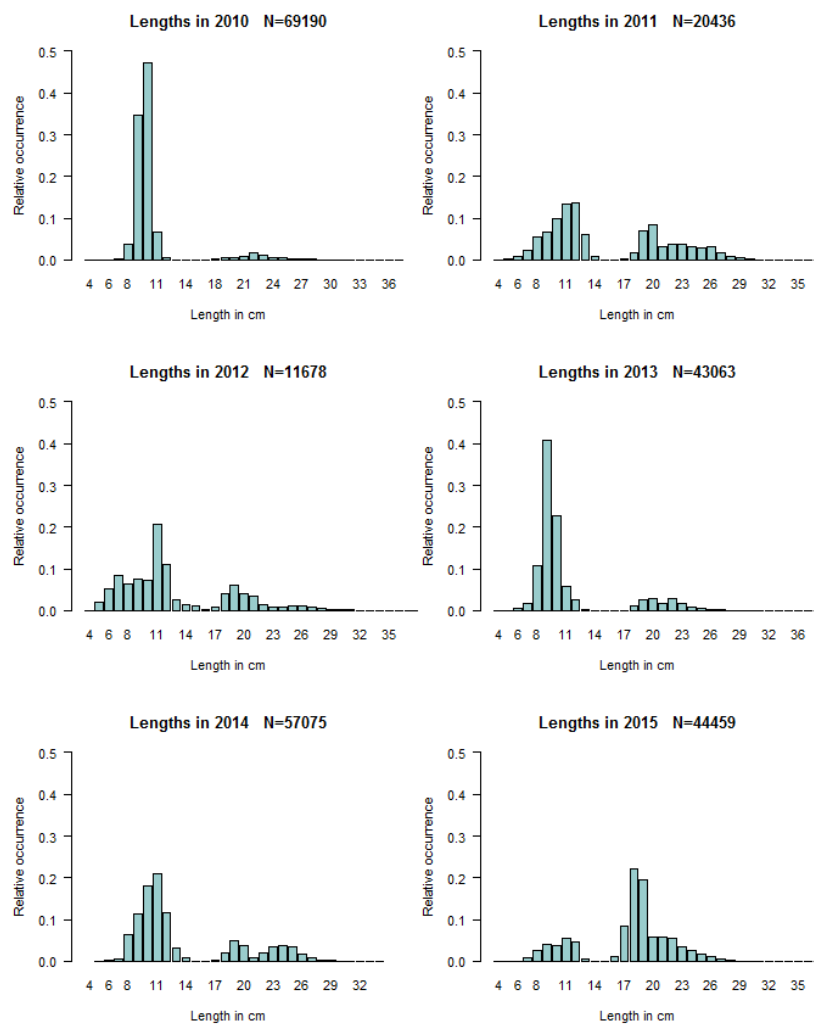 Lengths in 2010 N=69190
Relative occurrence
0.5
0.4
0.3
0.2
0.1
0.0
4 6 8 11 14 18 21 24 27 30 33 36
Length in cm
Lengths in 2011 N=20436
Relative occurrence
0.5
0.4
0.3
0.2
0.1
0.0
4 6 8 11 14 17 20 23 26 29 32 35
Length in cm
Lengths in 2012 N=11678
Relative occurrence
0.5
0.4
0.3
0.2
0.1
0.0
4 6 8 11 14 17 20 23 26 29 32 35
Length in cm
Lengths in 2013 N=43063
Relative occurrence
0.5
0.4
0.3
0.2
0.1
0.0
4 6 8 11 14 17 20 23 26 29 32 36
Length in cm
Lengths in 2014 N=57075
Relative occurrence
0.5
0.4
0.3
0.2
0.1
0.0
4 6 8 11 14 17 20 23 26 29 32
Length in cm
Lengths in 2015 N=44459
Relative occurrence
0.5
0.4
0.3
0.2
0.1
0.0
4 6 8 11 14 17 20 23 26 29 32 35
Length in cm